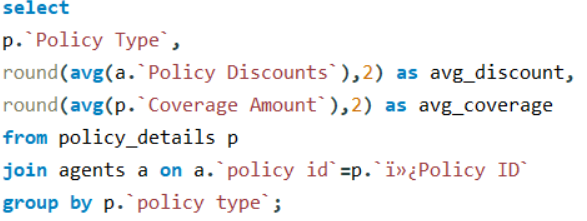 select
p.`Policy Type`,
round(avg(a.`Policy Discounts`),2) as avg_discount,
round(avg(p.`Coverage Amount`),2) as avg_coverage
from policy_details p
join agents a on a.`policy id`=p.`ï»¿Policy ID`
group by p.`policy type`;